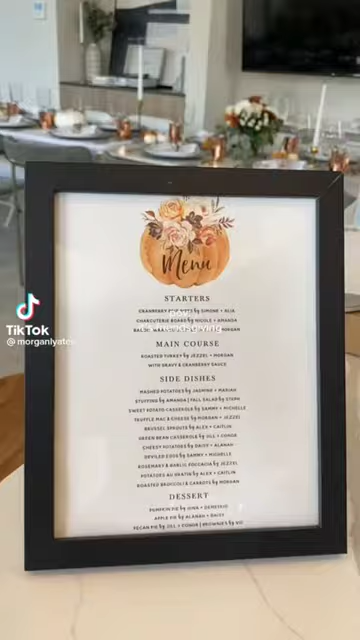 Menu
STARTERS
CRANBERRY by SIMONE + RIJA
CHARCUTERIE BOARD by NICOLE + AMANDA
MORGAN
MAIN COURSE
ROASTED TURKEY by JEZZEL + MORGAN
WITH GRAVY & CRANBERRY SAUCE
SIDE DISHES
MASHED POTATOES by JASMINE + MARIAH
STUFFING by AMANDA | FALL SALAD by STEPH
SWEET POTATO CASSEROLE by SAMMY + MICHELLE
TRUFFLE MAC & CHEESE by MORGAN + JEZZEL
BRUSSEL SPROUTS by ALEX + CAITLIN
GREEN BEAN CASSEROLE by JILL + CONOR
CHEESY POTATOES by DAISY + ALANAH
DEVILED EGGS by SAMMY + MICHELLE
ROSEMARY & GARLIC FOCCACIA by JEZZEL
POTATOES AU GRATIN by ALEX + CAITLIN
ROASTED BROCCOLI & CARROTS by MORGAN
DESSERT
PUMPKIN PIE by JUNA + DEMETRIO
APPLE PIE by ALANAH + DAISY
PECAN PIE by JILL + CONOR | BROWNIES by
TikTok